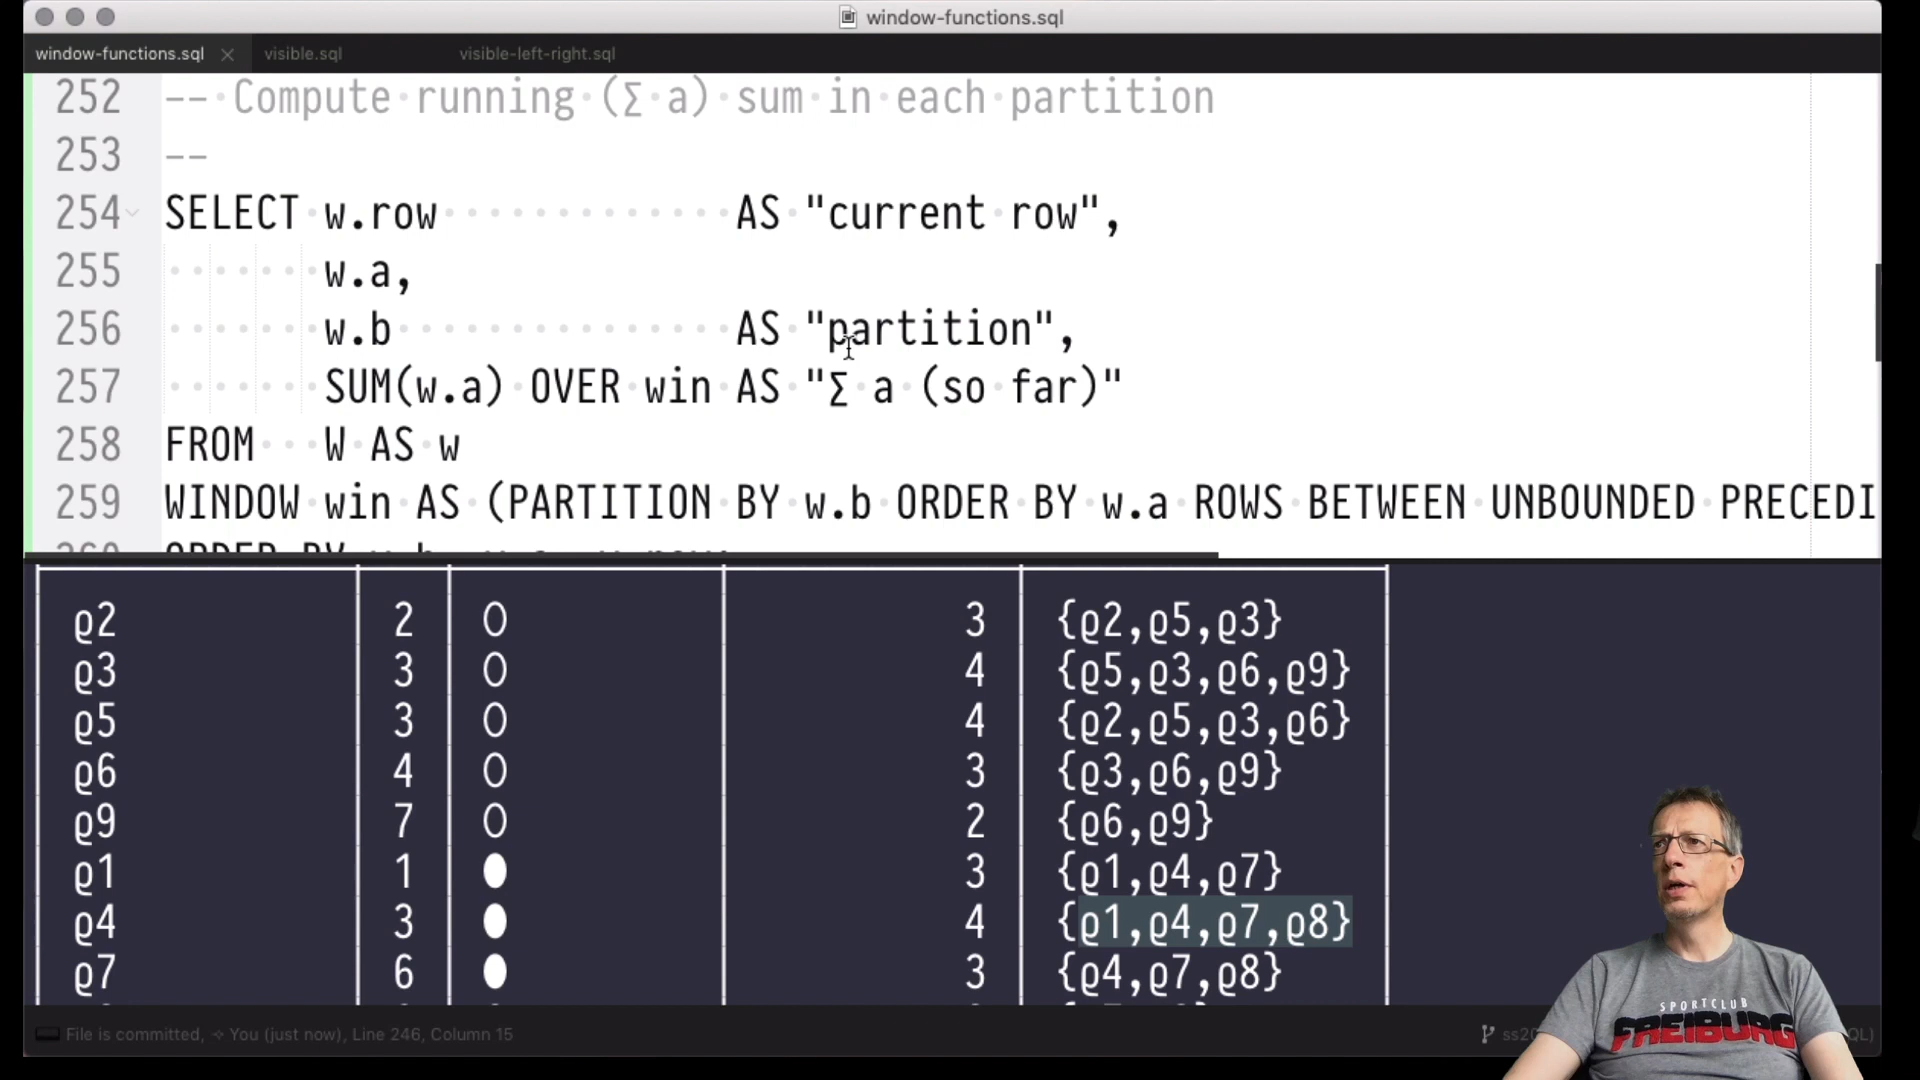 window-functions.sql
window-functions.sql visible.sql visible-left-right.sql
252 -- Compute running (∑ a) sum in each partition
253 --
254 SELECT w.row AS "current row",
255 w.a,
256 w.b AS "partition",
257 SUM(w.a) OVER win AS "∑ a (so far)"
258 FROM W AS w
259 WINDOW win AS (PARTITION BY w.b ORDER BY w.a ROWS BETWEEN UNBOUNDED PRECEDI
ϱ2 2 ○ 3 {ϱ2,ϱ5,ϱ3}
ϱ3 3 ○ 4 {ϱ5,ϱ3,ϱ6,ϱ9}
ϱ5 3 ○ 4 {ϱ2,ϱ5,ϱ3,ϱ6}
ϱ6 4 ○ 3 {ϱ3,ϱ6,ϱ9}
ϱ9 7 ○ 2 {ϱ6,ϱ9}
ϱ1 1 ● 3 {ϱ1,ϱ4,ϱ7}
ϱ4 3 ● 4 {ϱ1,ϱ4,ϱ7,ϱ8}
ϱ7 6 ● 3 {ϱ4,ϱ7,ϱ8}
File is committed, You (just now), Line 246, Column 15
SPORTCLUB
FREIBURG